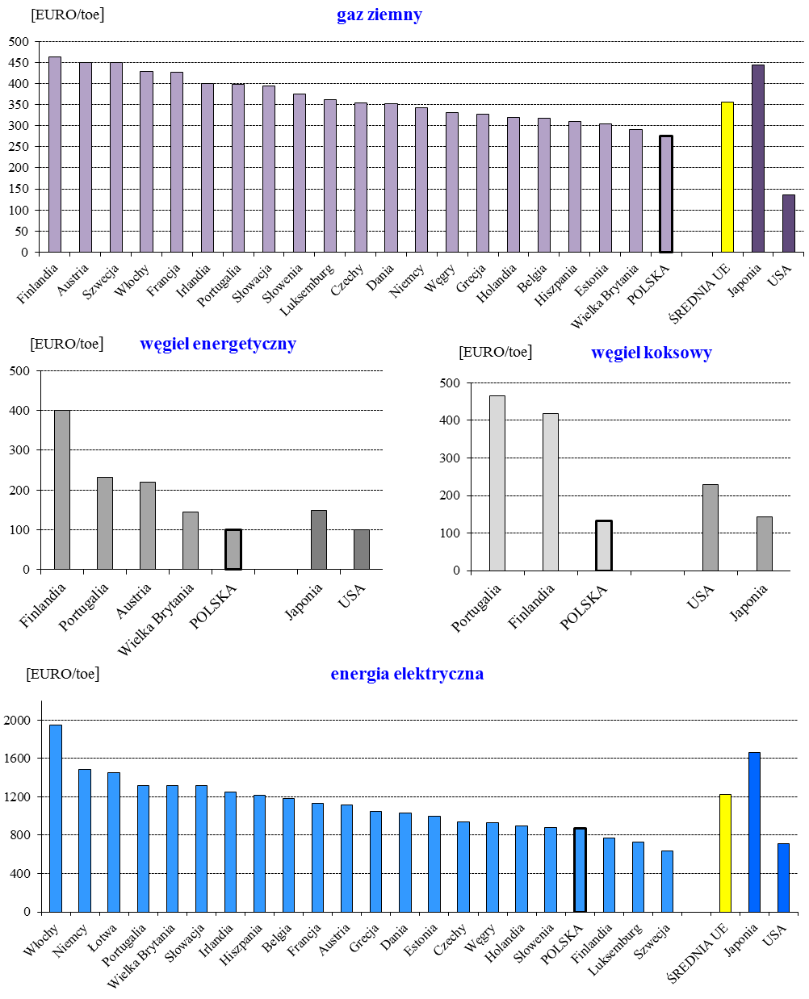 [EURO/toe]
gaz ziemny
500
450
400
350
300
250
200
150
100
50
0
Finlandia
Austria
Szwecja
Włochy
Francja
Irlandia
Portugalia
Słowacja
Słowenia
Luksemburg
Czechy
Dania
Niemcy
Węgry
Grecja
Holandia
Belgia
Hiszpania
Estonia
Wielka Brytania
POLSKA
ŚREDNIA UE
Japonia
USA
[EURO/toe]
węgiel energetyczny
500
400
300
200
100
0
Finlandia
Portugalia
Austria
Wielka Brytania
POLSKA
Japonia
USA
[EURO/toe]
węgiel koksowy
500
400
300
200
100
0
Portugalia
Finlandia
POLSKA
USA
Japonia
[EURO/toe]
energia elektryczna
2000
1600
1200
800
400
0
Włochy
Niemcy
Łotwa
Portugalia
Wielka Brytania
Słowacja
Irlandia
Hiszpania
Belgia
Francja
Austria
Grecja
Dania
Estonia
Czechy
Węgry
Holandia
Słowenia
POLSKA
Finlandia
Luksemburg
Szwecja
ŚREDNIA UE
Japonia
USA